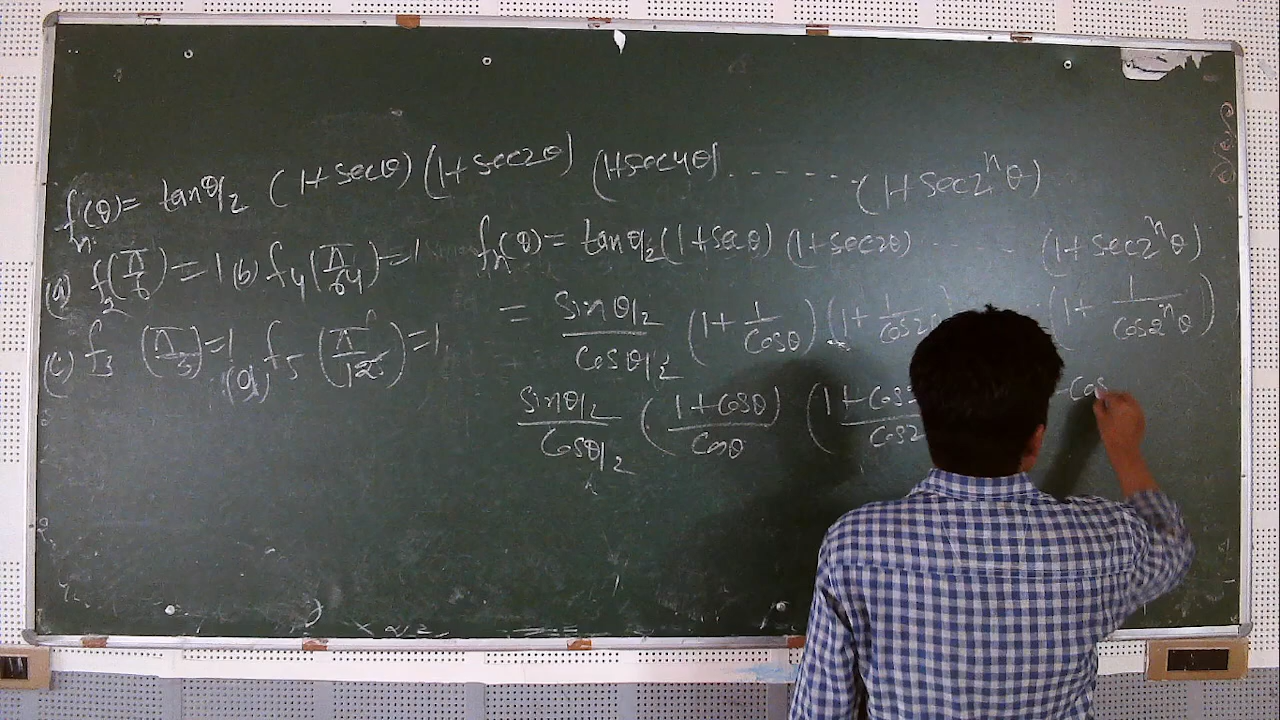 fₙ(θ) = tanθ/2 (1+secθ) (1+sec2θ) (1+sec4θ) ------- (1+sec2ⁿθ)
(a) f₂(π/6) = 1 (b) f₄(π/64) = 1
(c) f₃(π/5) = 1 (d) f₅(π/12) = 1
fₙ(θ) = tanθ/2 (1+secθ) (1+sec2θ) ---- (1+sec2ⁿθ)
= sinθ/2 / cosθ/2 (1+ 1/cosθ) (1+ 1/cos2θ) (1+ 1/cos2ⁿθ)
sinθ/2 / cosθ/2 (1+cosθ / cosθ) (1+cos2 / cos2 cos